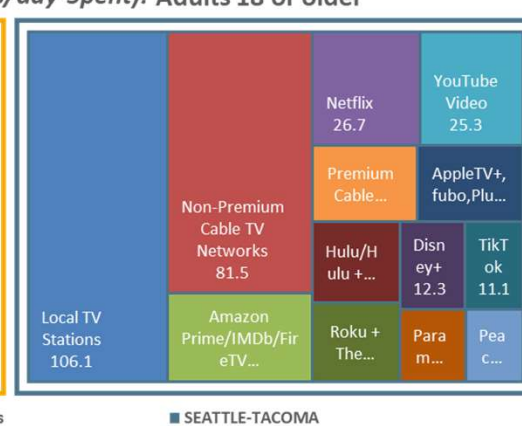 /day Spent): Adults 18 or older
Local TV
Stations
106.1
Non-Premium
Cable TV
Networks
81.5
Amazon
Prime/IMDb/Fir
eTV...
Netflix
26.7
YouTube
Video
25.3
Premium
Cable...
AppleTV+,
fubo,Plu...
Hulu/H
ulu +...
Disn
ey+
12.3
TikT
ok
11.1
Roku +
The...
Para
m...
Pea
c...
s
SEATTLE-TACOMA